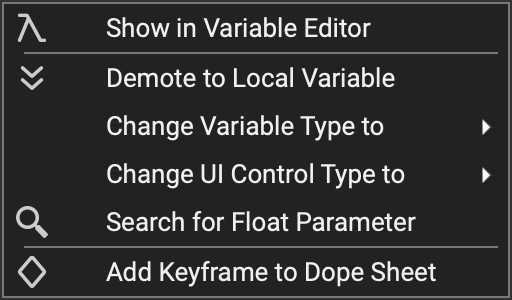 Show in Variable Editor
Demote to Local Variable
Change Variable Type to
Change UI Control Type to
Search for Float Parameter
Add Keyframe to Dope Sheet